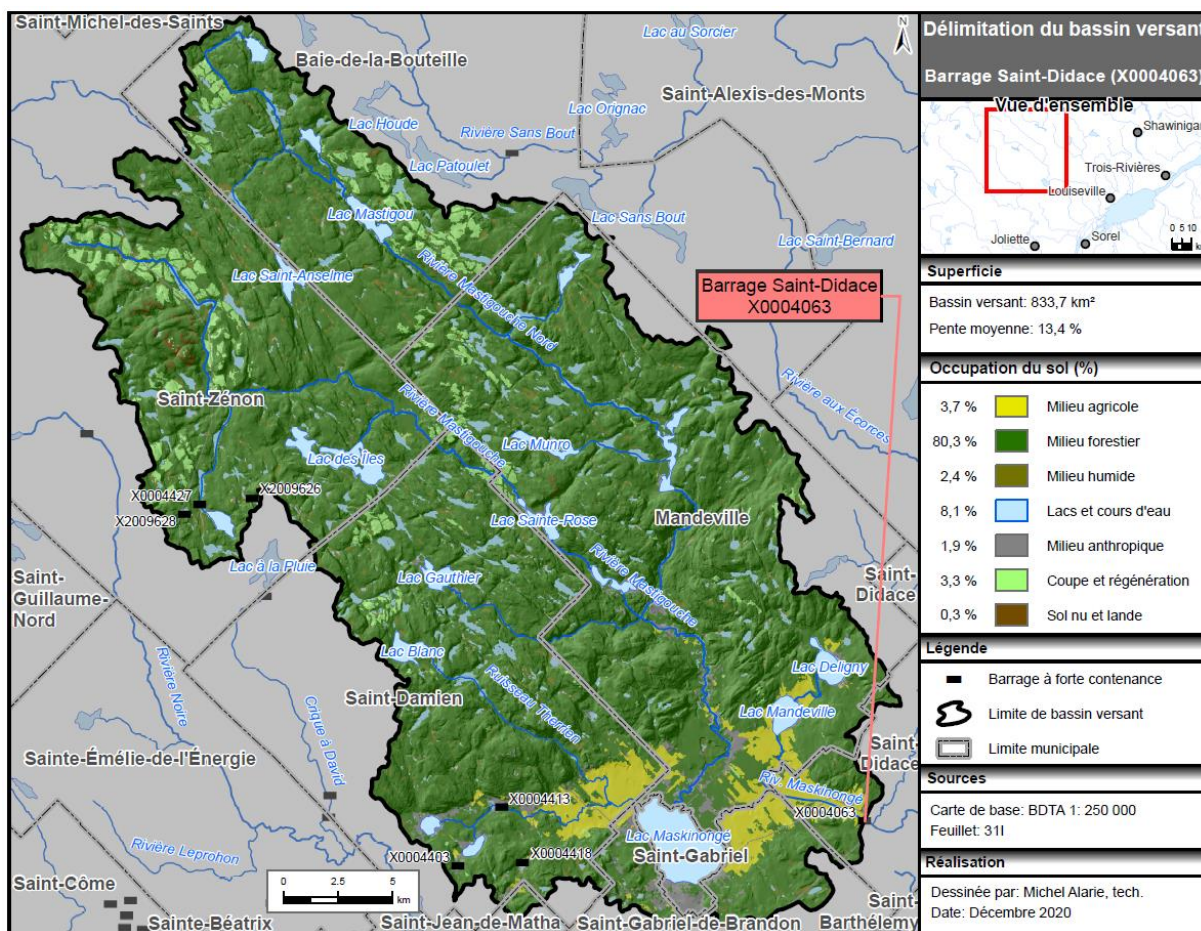 Saint-Michel-des-Saints
Baie-de-la-Bouteille
Lac au Sorcier
N
Saint-Alexis-des-Monts
Lac Orignac
Lac Houde
Rivière Sans Bout
Lac Patoulet
Lac Mastigou
Lac Sans Bout
Lac Saint-Bernard
Lac Saint-Anselme
Rivière Mastigouche Nord
Barrage Saint-Didace
X0004063
Rivière aux Écorces
Saint-Zénon
Rivière Mastigouche
Lac Munro
Lac des Îles
X0004427
X2009626
X2009628
Lac Sainte-Rose
Mandeville
Lac à la Pluie
Rivière Mastigouche
Saint-
Guillaume-
Nord
Lac Gauthier
Saint-
Didace
Lac Blanc
Ruisseau Therrien
Lac Deligny
Saint-Damien
Lac Mandeville
Rivière Noire
Crique à David
Sainte-Émélie-de-l'Énergie
Saint-
Didace
Riv. Maskinongé
X0004413
X0004063
Lac Maskinongé
Saint-Gabriel
Rivière Leprohon
X0004403
X0004418
Saint-Côme
0 2.5 5
km
Sainte-Béatrix
Saint-Jean-de-Matha
Saint-Gabriel-de-Brandon
Saint-
Barthélemy
Délimitation du bassin versant
Barrage Saint-Didace (X0004063)
Vue d'ensemble
Shawinigan
Trois-Rivières
Louiseville
Joliette
Sorel
0 5 10
km
Superficie
Bassin versant: 833,7 km²
Pente moyenne: 13,4 %
Occupation du sol (%)
3,7 % Milieu agricole
80,3 % Milieu forestier
2,4 % Milieu humide
8,1 % Lacs et cours d'eau
1,9 % Milieu anthropique
3,3 % Coupe et régénération
0,3 % Sol nu et lande
Légende
Barrage à forte contenance
Limite de bassin versant
Limite municipale
Sources
Carte de base: BDTA 1: 250 000
Feuillet: 31I
Réalisation
Dessinée par: Michel Alarie, tech.
Date: Décembre 2020